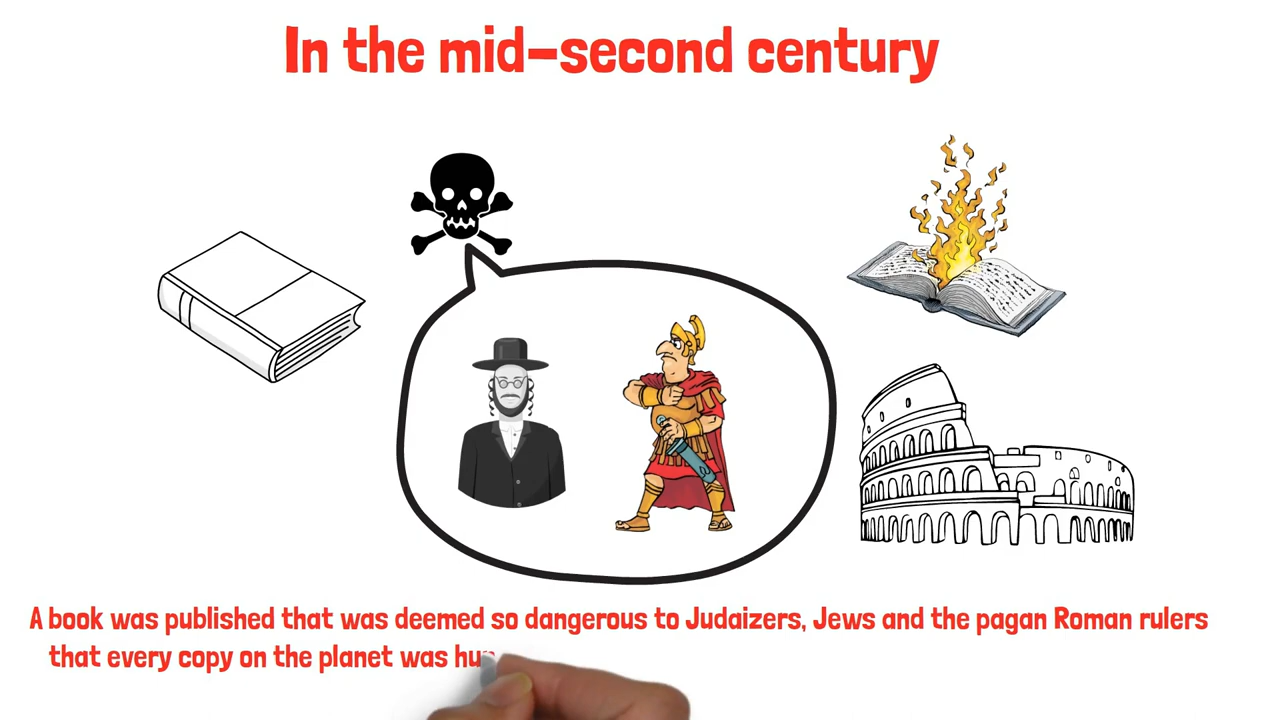 In the mid-second century
A book was published that was deemed so dangerous to Judaizers, Jews and the pagan Roman rulers
that every copy on the planet was